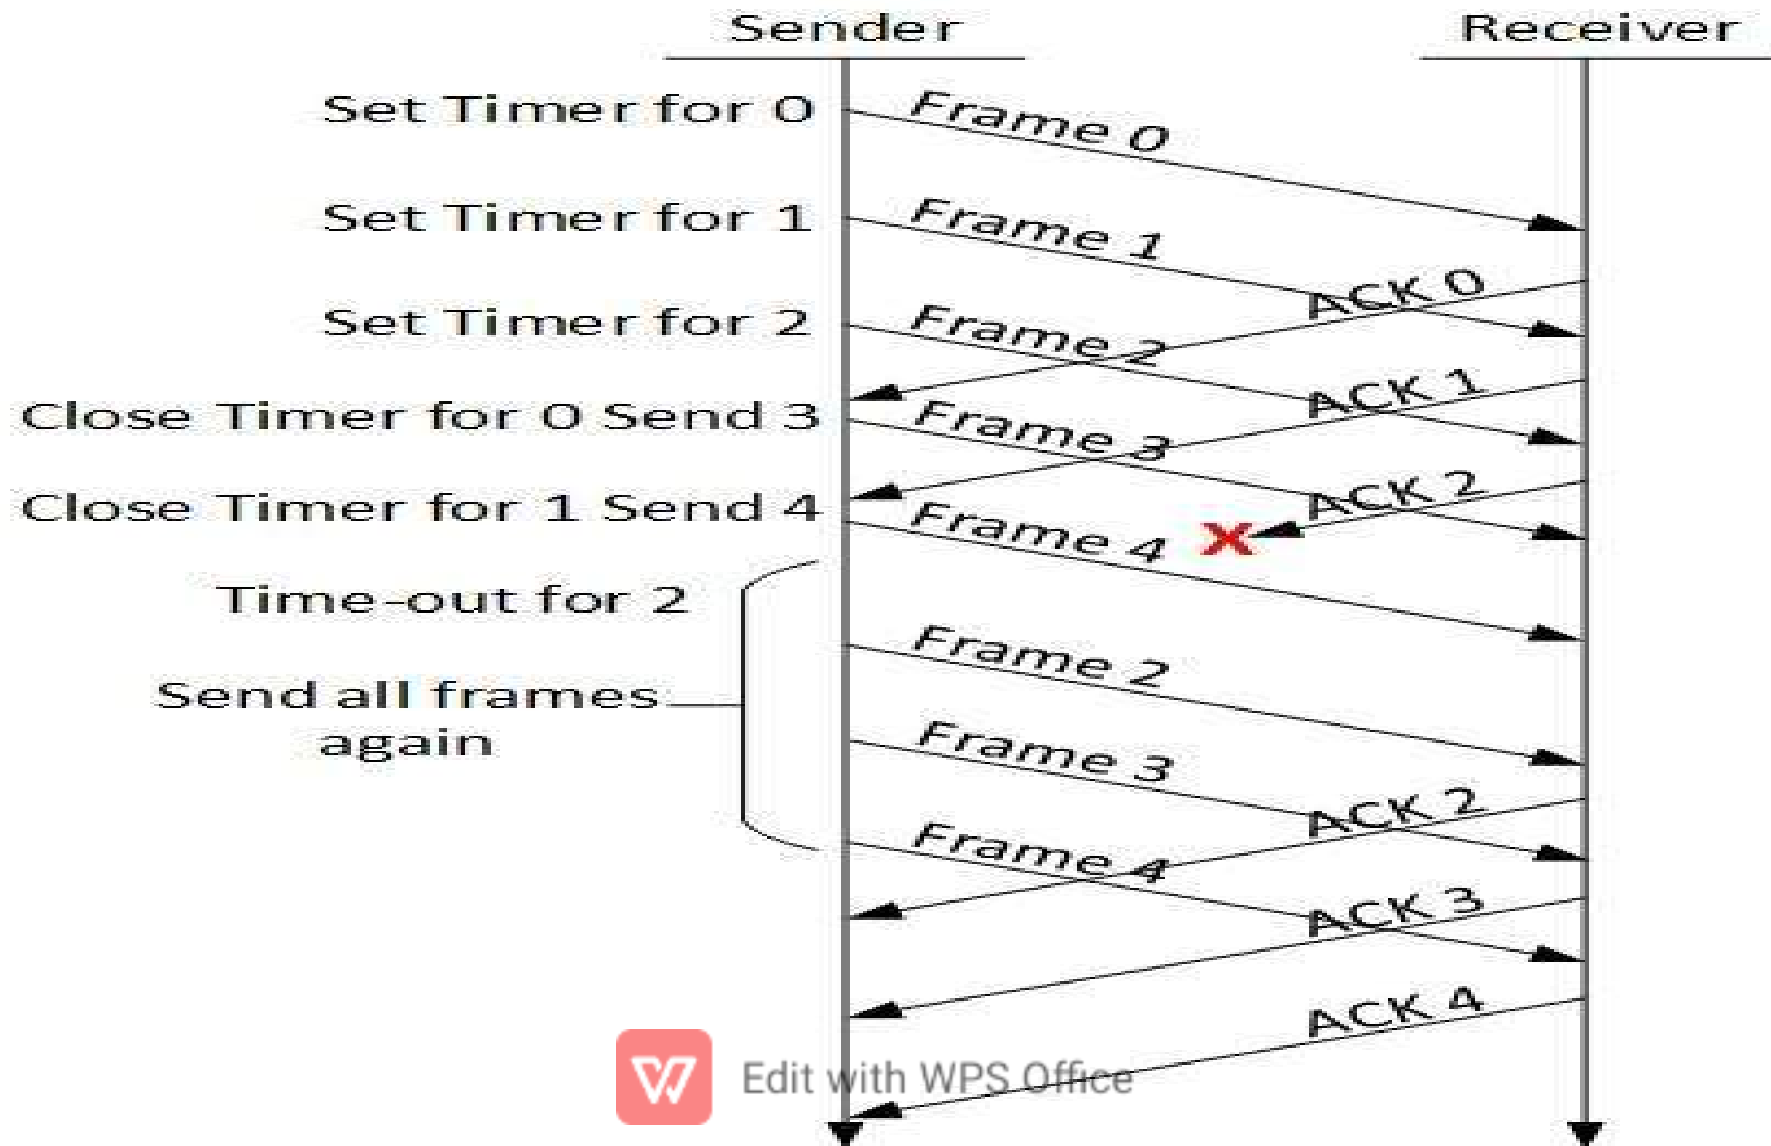 Sender
Receiver
Set Timer for 0
Frame 0
Set Timer for 1
Frame 1
ACK 0
Set Timer for 2
Frame 2
ACK 1
Close Timer for 0 Send 3
Frame 3
ACK 2
Close Timer for 1 Send 4
Frame 4
Time-out for 2
Frame 2
Send all frames
again
Frame 3
ACK 2
Frame 4
ACK 3
ACK 4
Edit with WPS Office